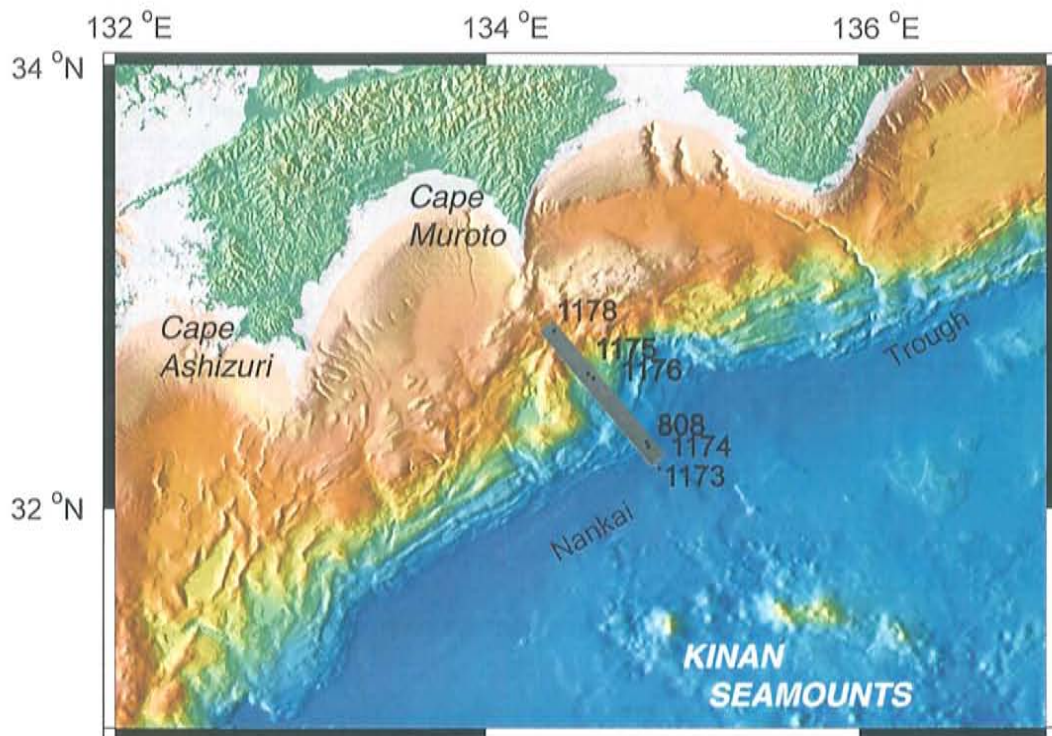 132 °E
134 °E
136 °E
34 °N
Cape
Muroto
1178
Cape
Ashizuri
1175
1176
Trough
808
1174
1173
32 °N
Nankai
KINAN
SEAMOUNTS